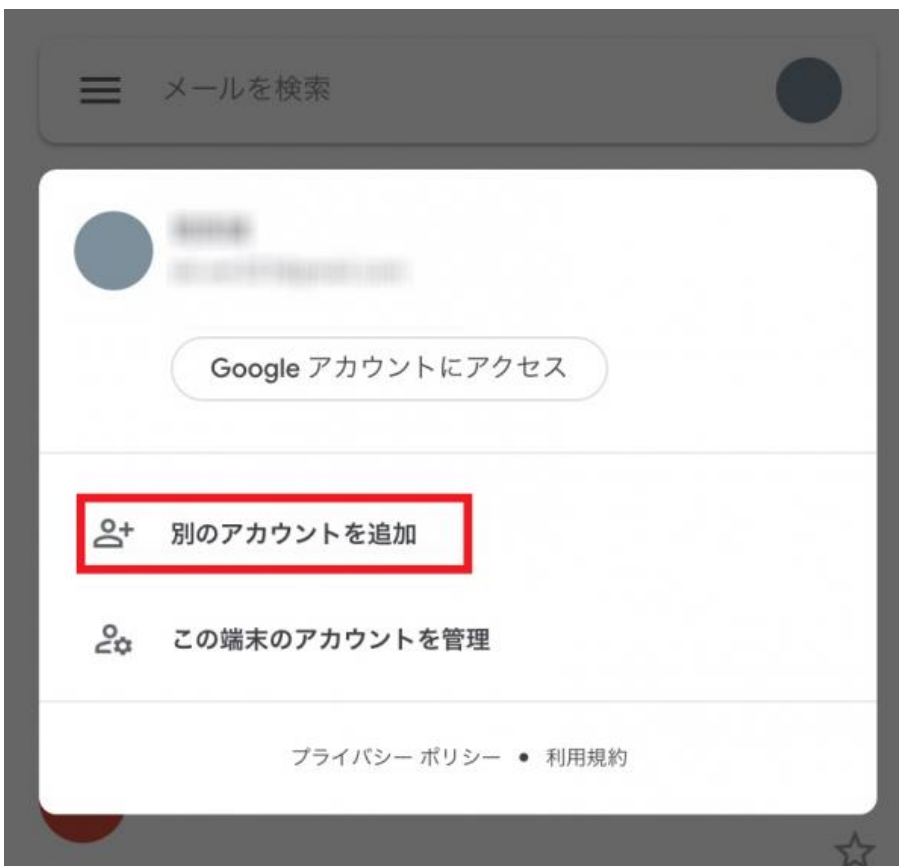 メールを検索
Google アカウントにアクセス
別のアカウントを追加
この端末のアカウントを管理
プライバシー ポリシー • 利用規約